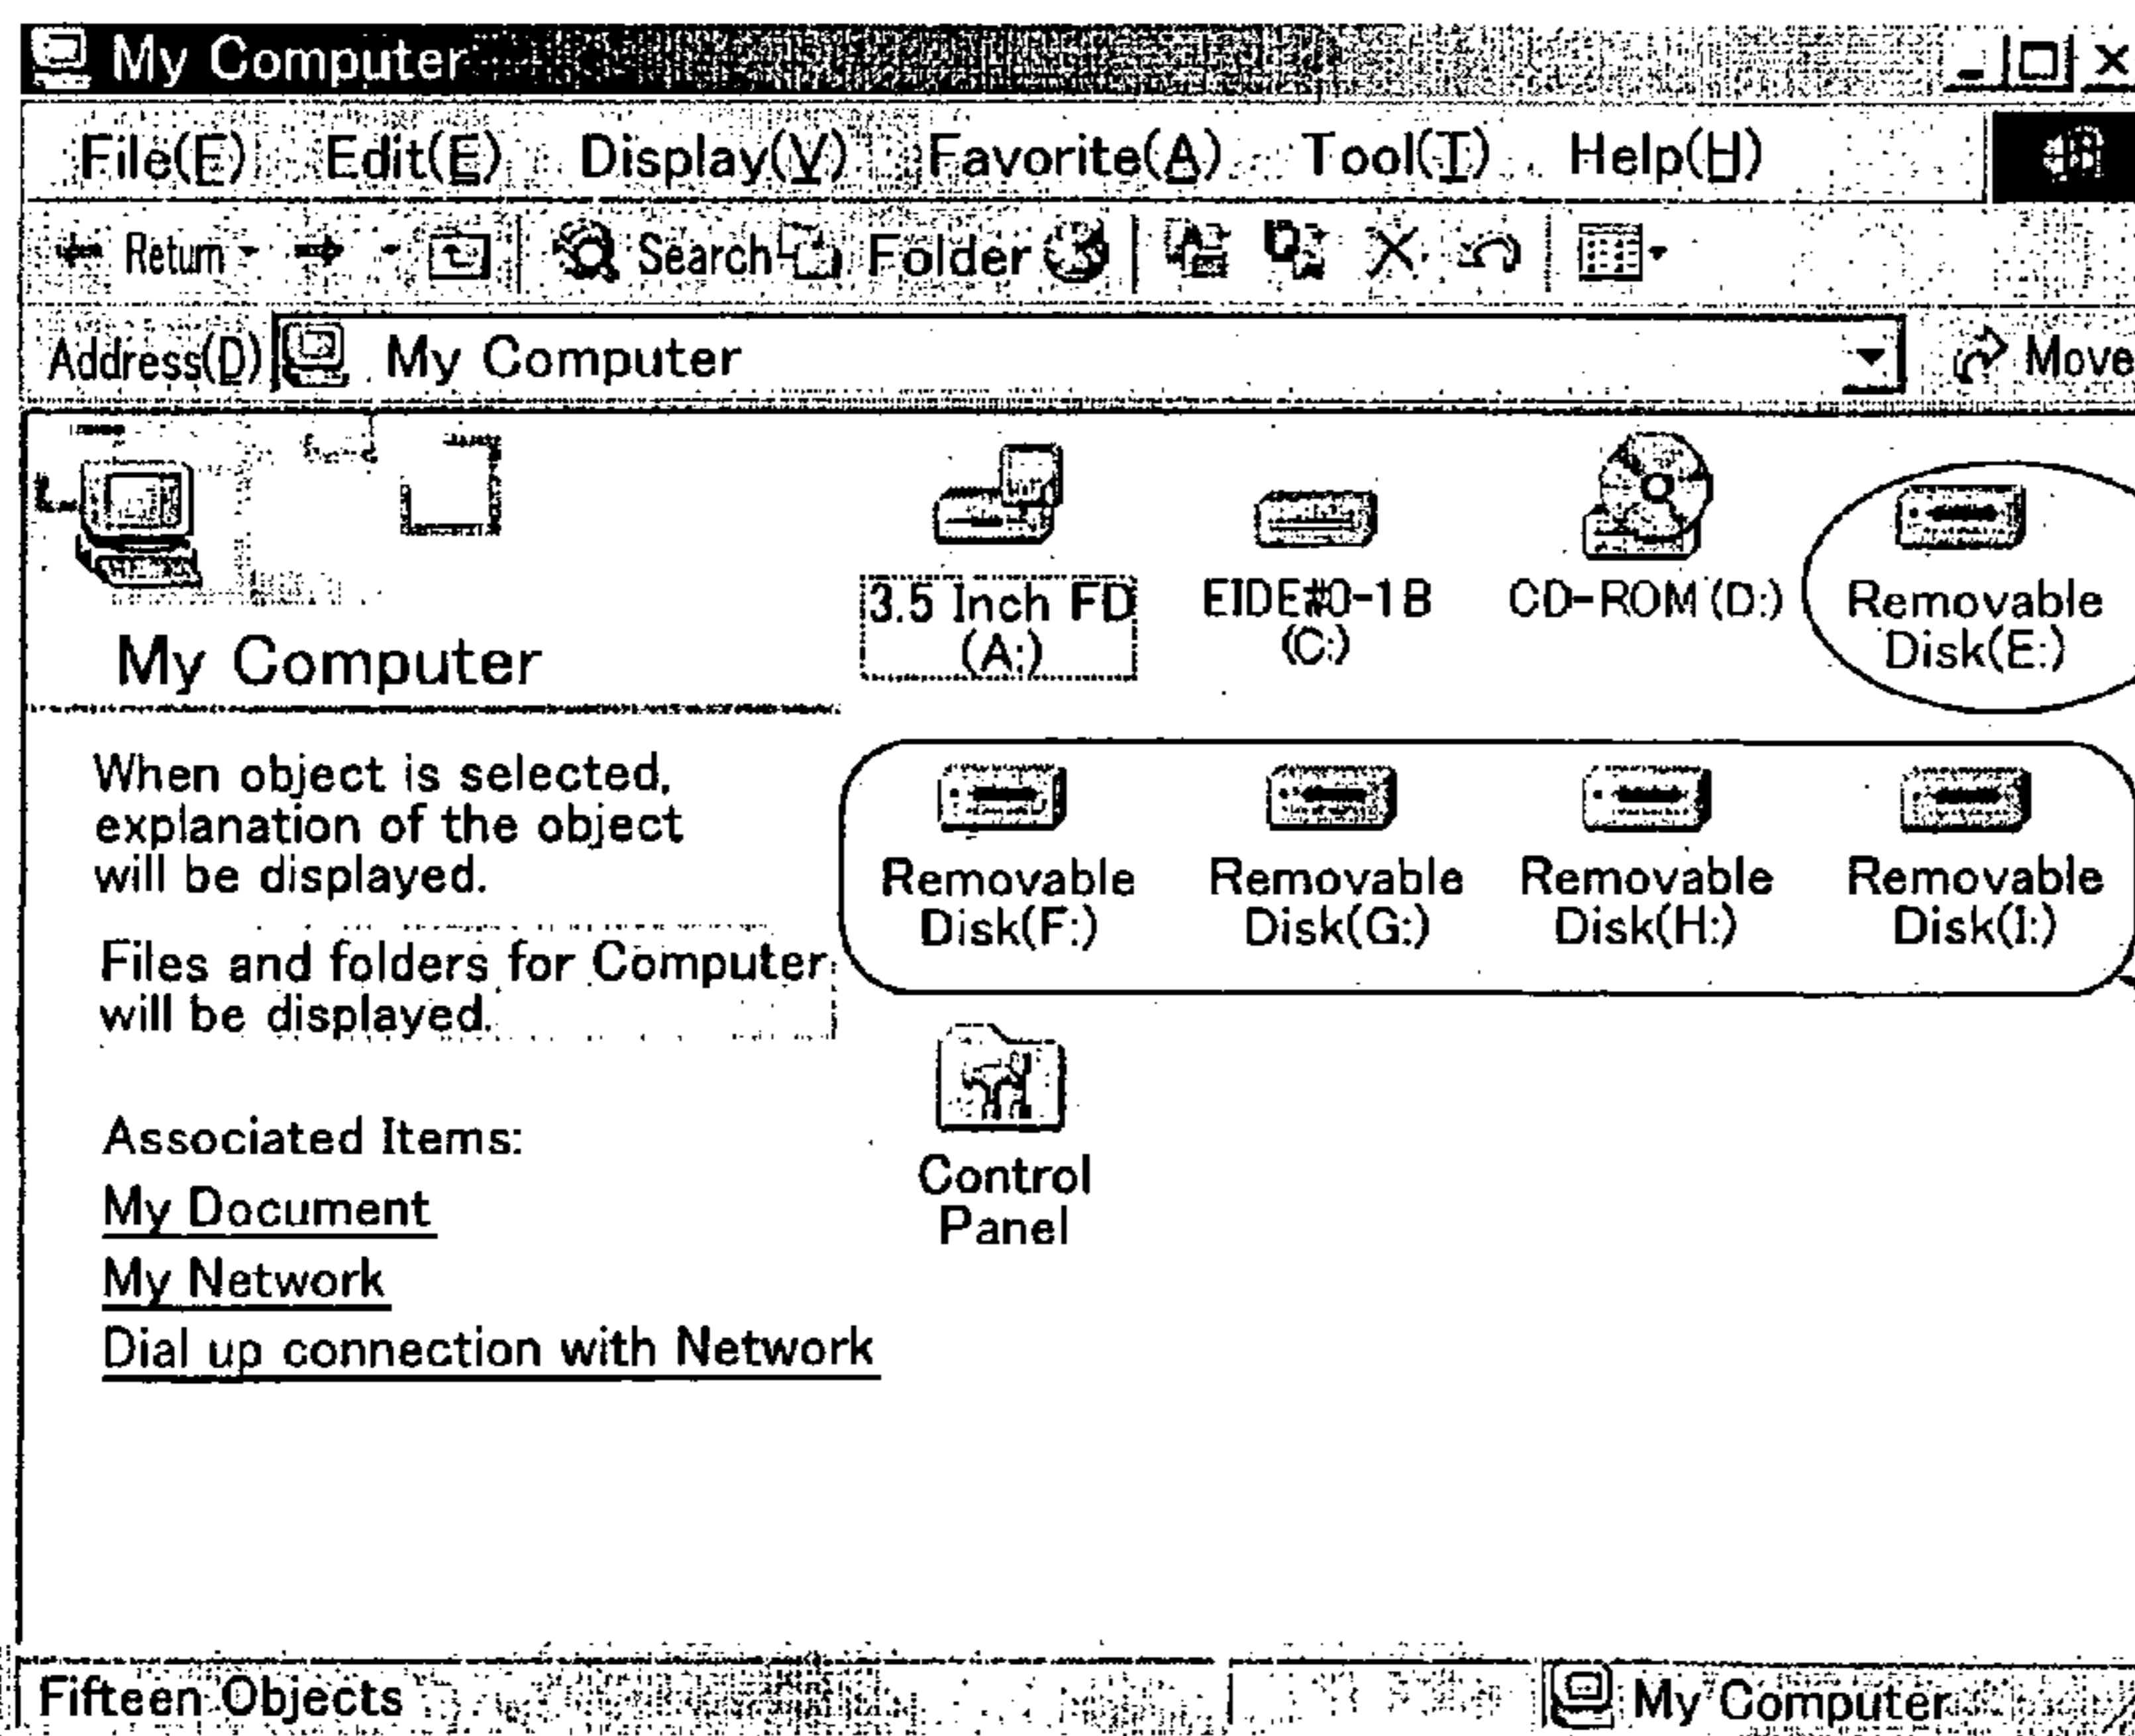 My Computer
File(F) Edit(E) Display(V) Favorite(A) Tool(T) Help(H)
Return Search Folder
Address(D) My Computer Move
3.5 Inch FD
(A:)
EIDE#0-1B
(C:)
CD-ROM (D:)
Removable
Disk(E:)
My Computer
When object is selected,
explanation of the object
will be displayed.
Files and folders for Computer
will be displayed.
Removable
Disk(F:)
Removable
Disk(G:)
Removable
Disk(H:)
Removable
Disk(I:)
Control
Panel
Associated Items:
My Document
My Network
Dial up connection with Network
Fifteen Objects My Computer